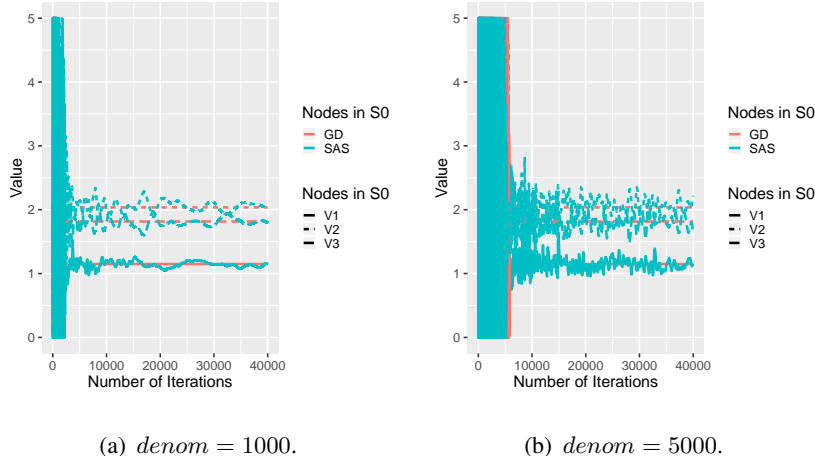 5
4
3
2
1
0
Value
0
10000
20000
30000
40000
Number of Iterations
Nodes in S0
GD
SAS
Nodes in S0
V1
V2
V3
(a) denom = 1000.
5
4
3
2
1
0
Value
0
10000
20000
30000
40000
Number of Iterations
Nodes in S0
GD
SAS
Nodes in S0
V1
V2
V3
(b) denom = 5000.